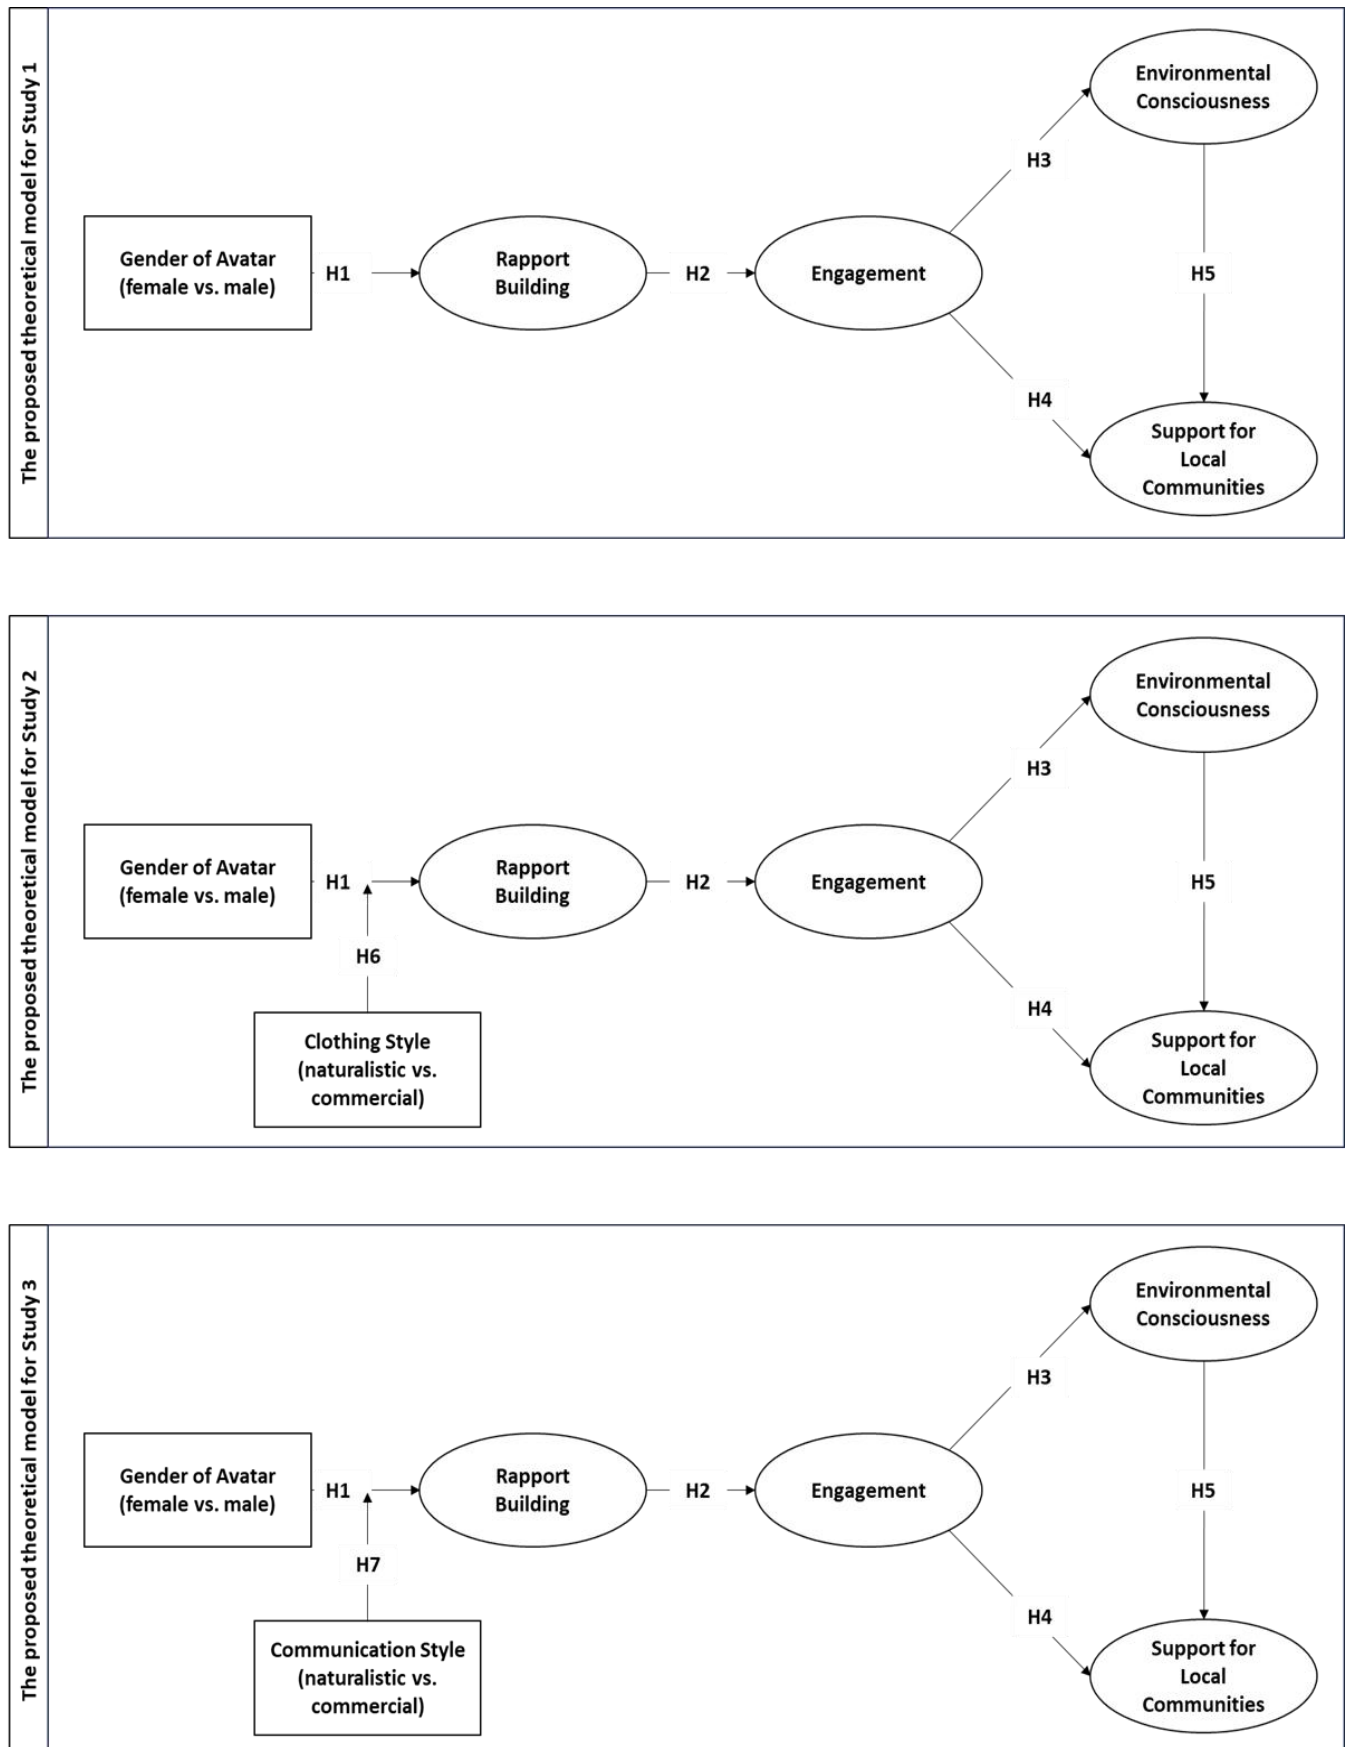 The proposed theoretical model for Study 1
Environmental
Consciousness
H3
Gender of Avatar
(female vs. male)
H1
Rapport
Building
H2
Engagement
H5
H4
Support for
Local
Communities
The proposed theoretical model for Study 2
Environmental
Consciousness
H3
Gender of Avatar
(female vs. male)
H1
Rapport
Building
H2
Engagement
H5
H6
H4
Clothing Style
(naturalistic vs.
commercial)
Support for
Local
Communities
The proposed theoretical model for Study 3
Environmental
Consciousness
H3
Gender of Avatar
(female vs. male)
H1
Rapport
Building
H2
Engagement
H5
H7
H4
Communication Style
(naturalistic vs.
commercial)
Support for
Local
Communities